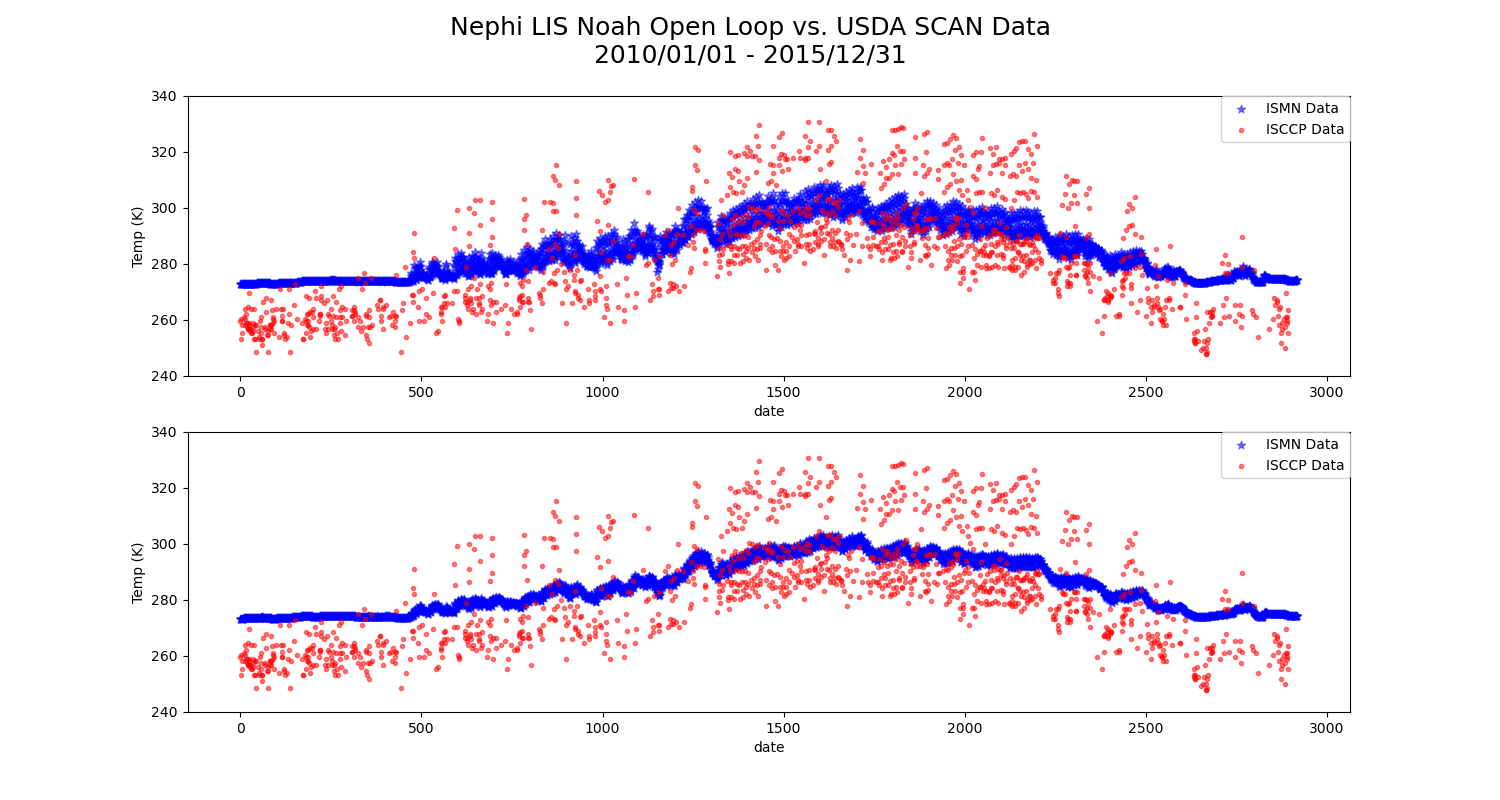 Nephi LIS Noah Open Loop vs. USDA SCAN Data
2010/01/01 - 2015/12/31
340
320
300
280
260
240
Temp (K)
ISMN Data
ISCCP Data
0 500 1000 1500 2000 2500 3000
date
340
320
300
280
260
240
Temp (K)
ISMN Data
ISCCP Data
0 500 1000 1500 2000 2500 3000
date